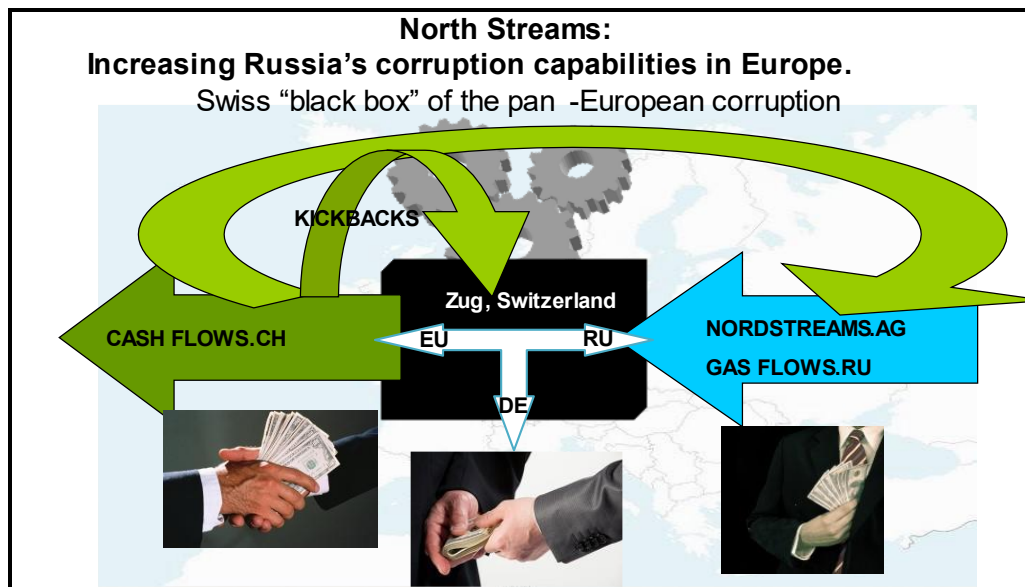 North Streams:
Increasing Russia’s corruption capabilities in Europe.
Swiss “black box” of the pan -European corruption
KICKBACKS
Zug, Switzerland
CASH FLOWS.CH
EU
RU
NORDSTREAMS.AG
GAS FLOWS.RU
DE